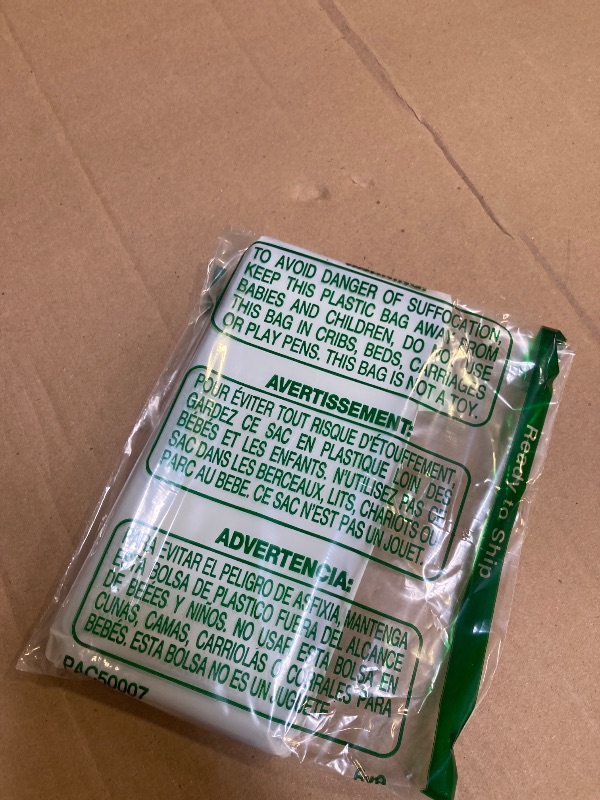 TO AVOID DANGER OF SUFFOCATION,
KEEP THIS PLASTIC BAG AWAY FROM
BABIES AND CHILDREN, DO NOT USE
THIS BAG IN CRIBS, BEDS, CARRIAGES
OR PLAY PENS. THIS BAG IS NOT A TOY.
AVERTISSEMENT:
POUR ÉVITER TOUT RISQUE D'ÉTOUFFEMENT,
GARDEZ CE SAC EN PLASTIQUE LOIN DES
BÉBÉS ET LES ENFANTS. N'UTILISEZ PAS CE
SAC DANS LES BERCEAUX, LITS, CHARIOTS OU
PARC AU BEBE. CE SAC N'EST PAS UN JOUET
ADVERTENCIA:
PARA EVITAR EL PELIGRO DE ASFIXIA, MANTENGA
ESTA BOLSA DE PLASTICO FUERA DEL ALCANCE
DE BEBES Y NIÑOS. NO USAR ESTA BOLSA EN
CUNAS, CAMAS, CARRIOLAS O CORRALES PARA
BEBÉS. ESTA BOLSA NO ES UN JUGUETE.
PAC50007
Ready to Ship